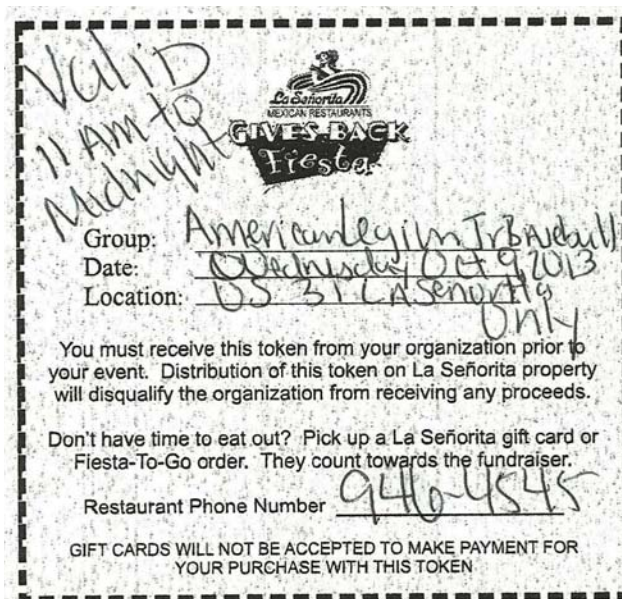 Valid
11 AM to
Midnight
La Señorita
MEXICAN RESTAURANTS
GIVES BACK
Fiesta
Group: American Legion Jr Baseball
Date: Wednesday Oct 9, 2013
Location: US 31 LA Senorita
Only
You must receive this token from your organization prior to
your event. Distribution of this token on La Señorita property
will disqualify the organization from receiving any proceeds.
Don't have time to eat out? Pick up a La Señorita gift card or
Fiesta-To-Go order. They count towards the fundraiser.
Restaurant Phone Number 946-4545
GIFT CARDS WILL NOT BE ACCEPTED TO MAKE PAYMENT FOR
YOUR PURCHASE WITH THIS TOKEN